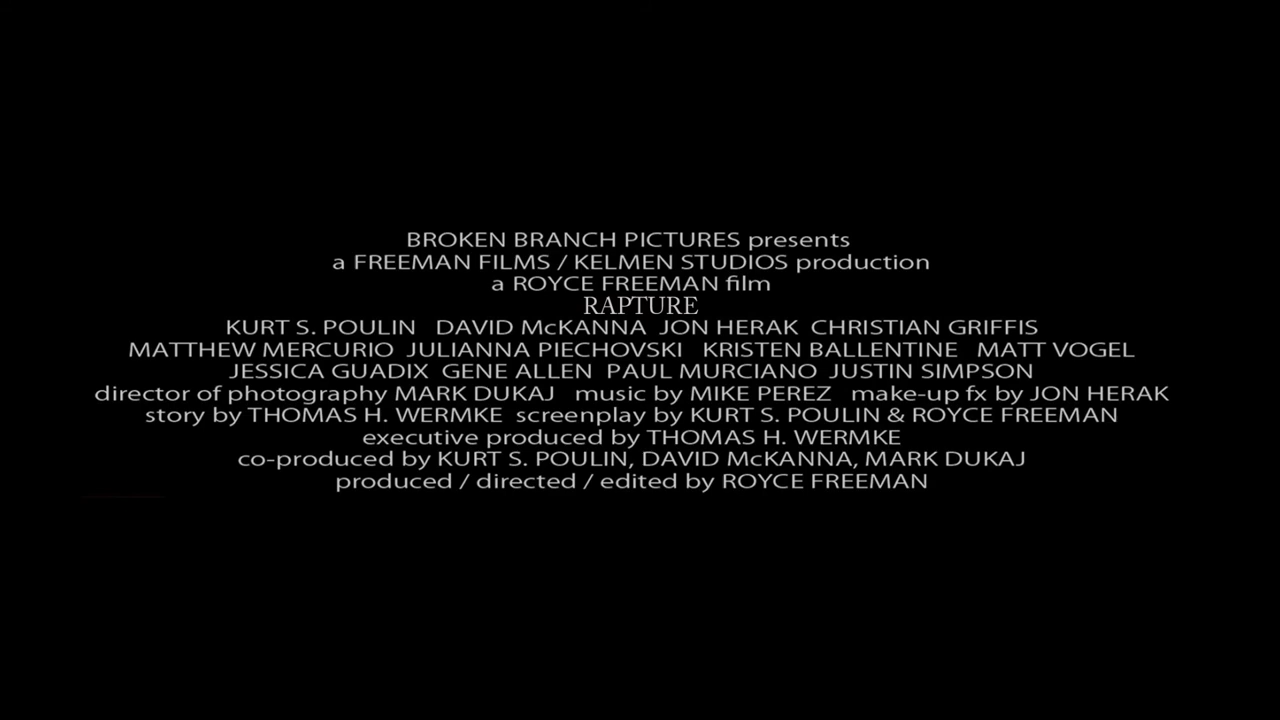 BROKEN BRANCH PICTURES presents
a FREEMAN FILMS / KELMEN STUDIOS production
a ROYCE FREEMAN film
RAPTURE
KURT S. POULIN DAVID McKANNA JON HERAK CHRISTIAN GRIFFIS
MATTHEW MERCURIO JULIANNA PIECHOVSKI KRISTEN BALLENTINE MATT VOGEL
JESSICA GUADIX GENE ALLEN PAUL MURCIANO JUSTIN SIMPSON
director of photography MARK DUKAJ music by MIKE PEREZ make-up fx by JON HERAK
story by THOMAS H. WERMKE screenplay by KURT S. POULIN & ROYCE FREEMAN
executive produced by THOMAS H. WERMKE
co-produced by KURT S. POULIN, DAVID McKANNA, MARK DUKAJ
produced / directed / edited by ROYCE FREEMAN